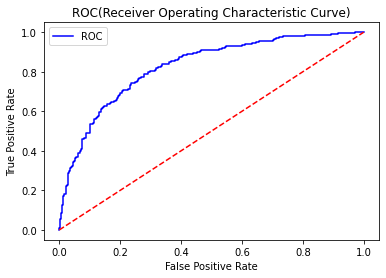 ROC(Receiver Operating Characteristic Curve)
ROC
True Positive Rate
1.0
0.8
0.6
0.4
0.2
0.0
0.0 0.2 0.4 0.6 0.8 1.0
False Positive Rate